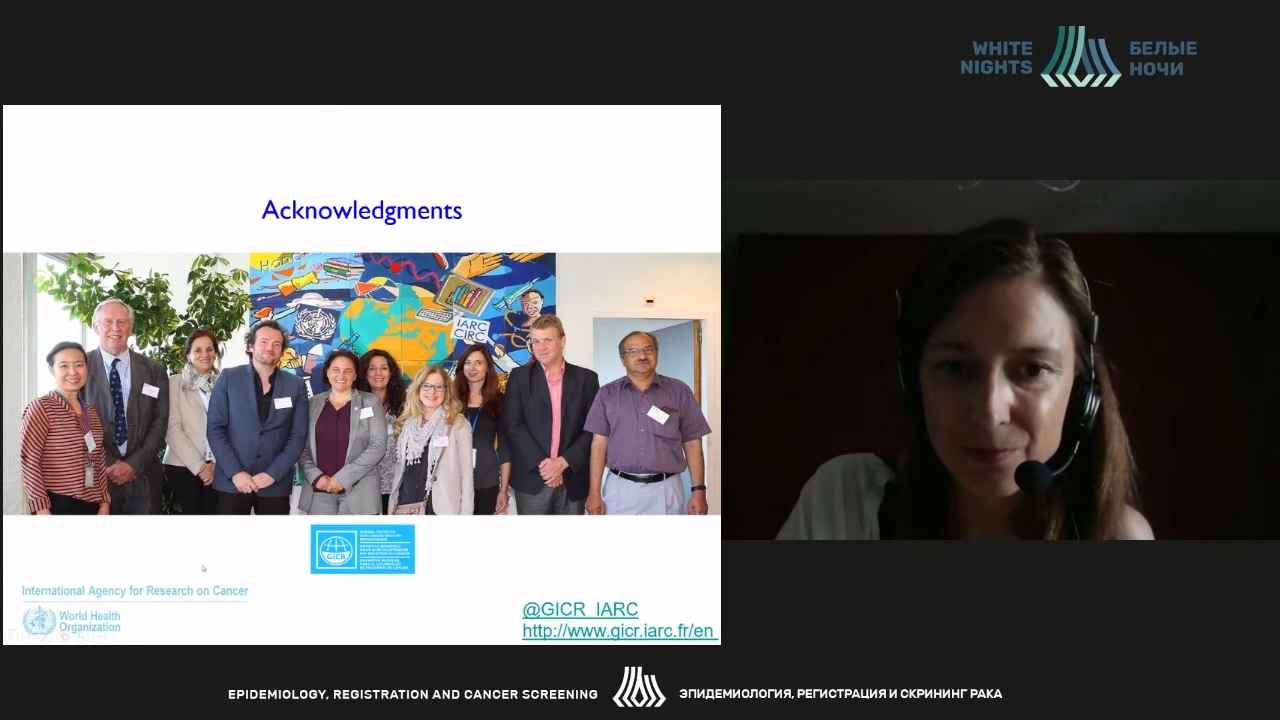 WHITE
NIGHTS
БЕЛЫЕ
НОЧИ
Acknowledgments
IARC
CIRC
GICR
International Agency for Research on Cancer
World Health
Organization
@GICR_IARC
http://www.gicr.iarc.fr/en
EPIDEMIOLOGY, REGISTRATION AND CANCER SCREENING
ЭПИДЕМИОЛОГИЯ, РЕГИСТРАЦИЯ И СКРИНИНГ РАКА